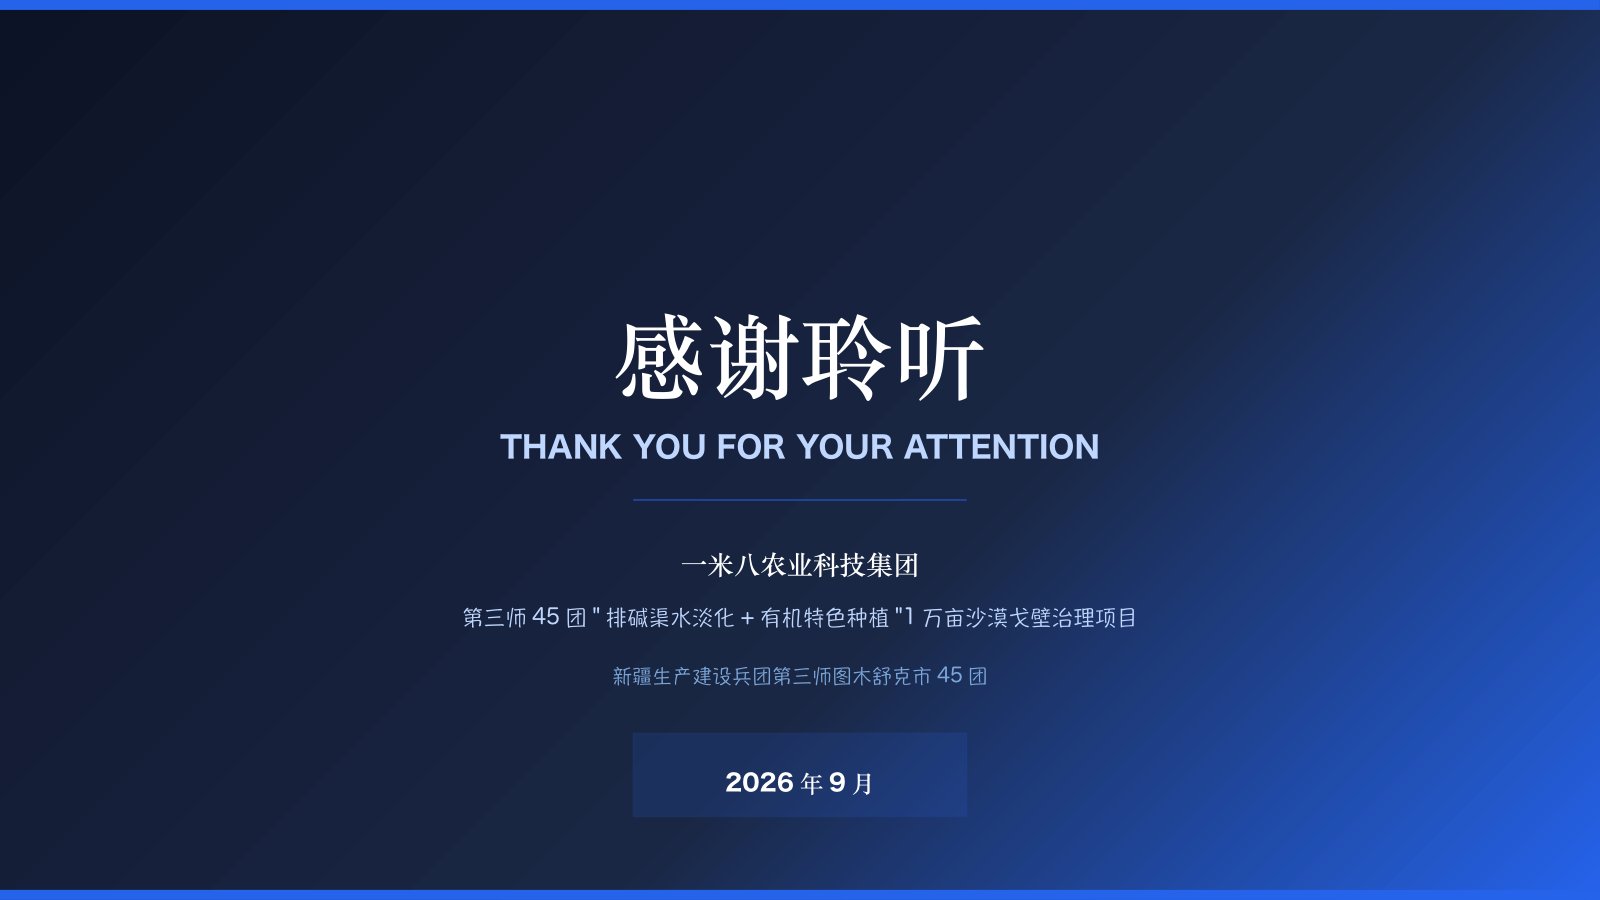 感谢聆听
THANK YOU FOR YOUR ATTENTION
一米八农业科技集团
第三师 45 团 " 排碱渠水淡化 + 有机特色种植 "1 万亩沙漠戈壁治理项目
新疆生产建设兵团第三师图木舒克市 45 团
2026 年 9 月